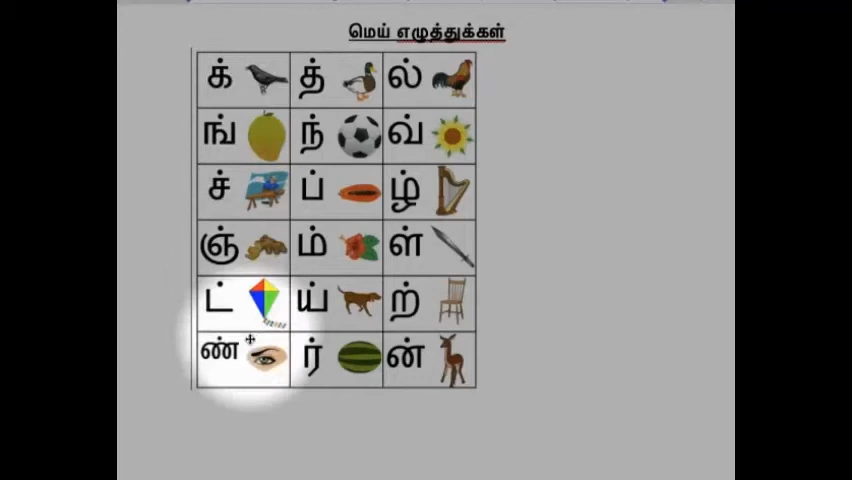 மெய் எழுத்துக்கள்
க் த் ல்
ங் ந் வ்
ச் ப் ழ்
ஞ் ம் ள்
ட் ய் ற்
ண் ர் ன்